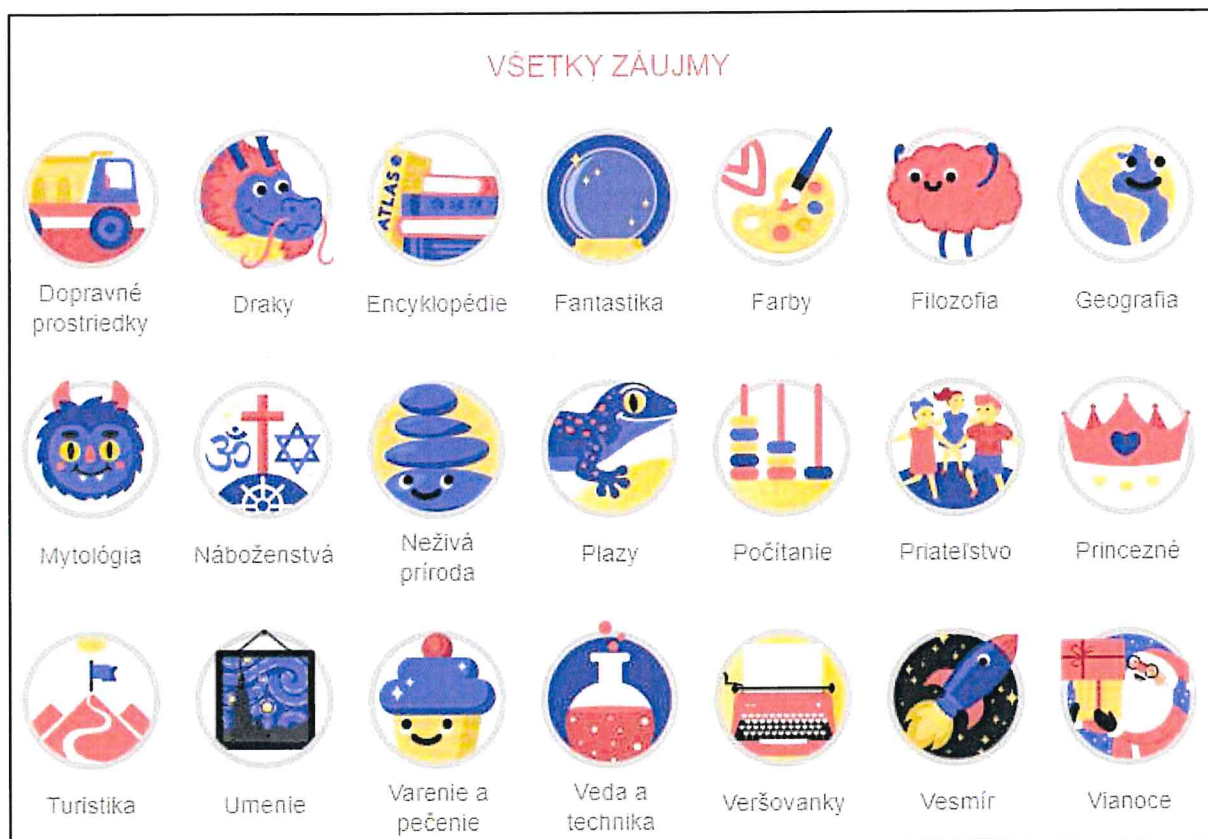 VŠETKY ZÁUJMY
ATLAS
Dopravné
prostriedky
Draky
Encyklopédie
Fantastika
Farby
Filozofia
Geografia
Mytológia
Náboženstvá
Neživá
príroda
Plazy
Počítanie
Priateľstvo
Princezné
Turistika
Umenie
Varenie a
pečenie
Veda a
technika
Veršovanky
Vesmír
Vianoce